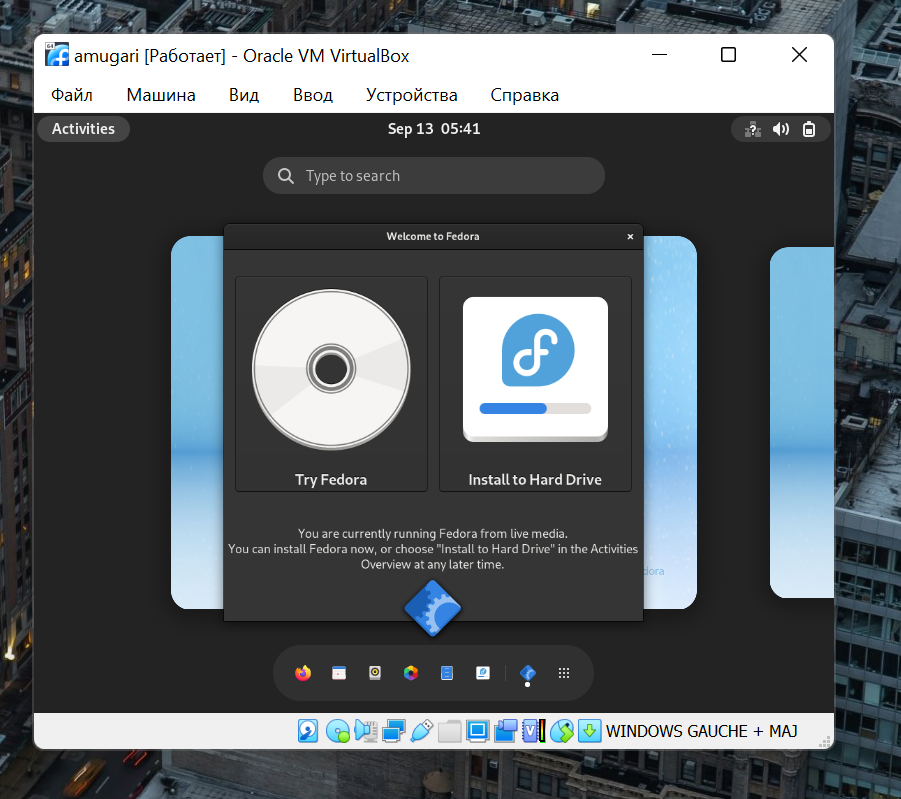 amugari [Работает] - Oracle VM VirtualBox
Файл Машина Вид Ввод Устройства Справка
Activities Sep 13 05:41
Type to search
Welcome to Fedora
Try Fedora Install to Hard Drive
You are currently running Fedora from live media.
You can install Fedora now, or choose "Install to Hard Drive" in the Activities
Overview at any later time.
WINDOWS GAUCHE + MAJ